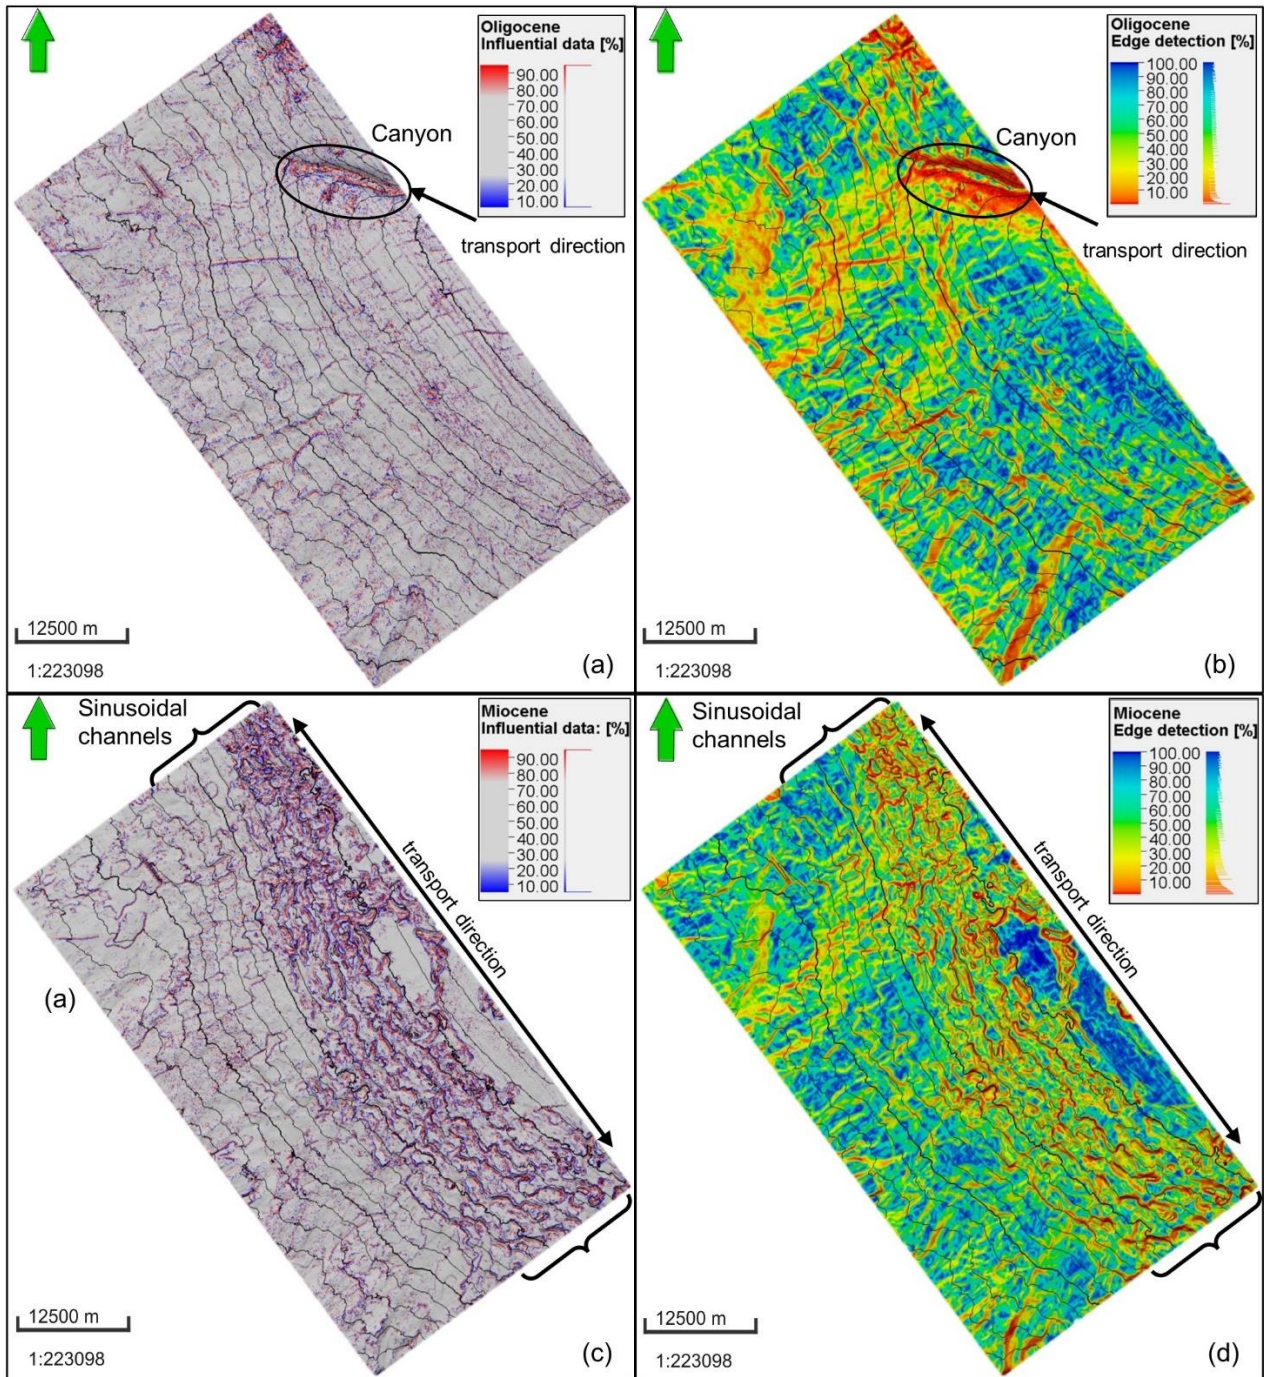 Oligocene
Influential data [%]
90.00
80.00
70.00
60.00
50.00
40.00
30.00
20.00
10.00
Canyon
transport direction
12500 m
1:223098
(a)
Oligocene
Edge detection [%]
100.00
90.00
80.00
70.00
60.00
50.00
40.00
30.00
20.00
10.00
Canyon
transport direction
12500 m
1:223098
(b)
Sinusoidal
channels
Miocene
Influential data: [%]
90.00
80.00
70.00
60.00
50.00
40.00
30.00
20.00
10.00
transport direction
(a)
12500 m
1:223098
(c)
Sinusoidal
channels
Miocene
Edge detection [%]
100.00
90.00
80.00
70.00
60.00
50.00
40.00
30.00
20.00
10.00
transport direction
12500 m
1:223098
(d)